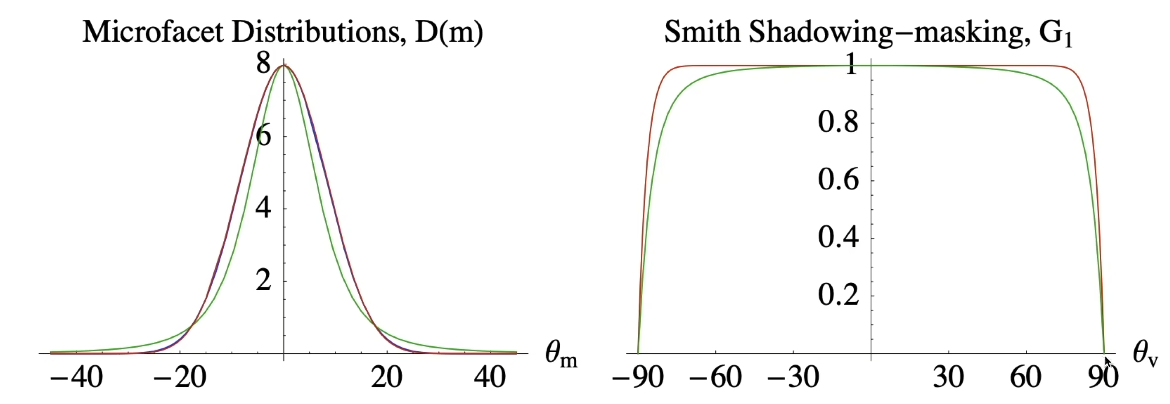 Microfacet Distributions, D(m)
8
6
4
2
−40 −20 20 40 θm
Smith Shadowing−masking, G1
1
0.8
0.6
0.4
0.2
−90 −60 −30 30 60 90 θv